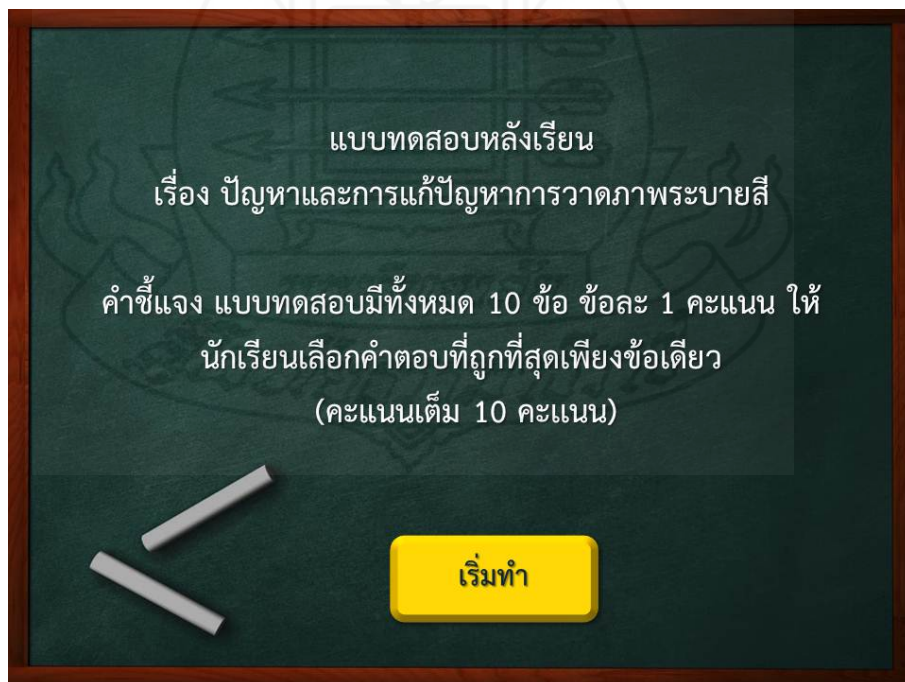 แบบทดสอบหลังเรียน
เรื่อง ปัญหาและการแก้ปัญหาการวาดภาพระบายสี
คำชี้แจง แบบทดสอบมีทั้งหมด 10 ข้อ ข้อละ 1 คะแนน ให้
นักเรียนเลือกคำตอบที่ถูกที่สุดเพียงข้อเดียว
(คะแนนเต็ม 10 คะแนน)
เริ่มทำ